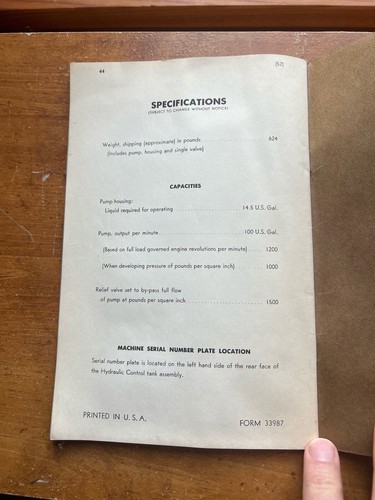 44 (52)
SPECIFICATIONS
(SUBJECT TO CHANGE WITHOUT NOTICE)
Weight, shipping (approximate) in pounds 624
(Includes pump, housing and single valve)
CAPACITIES
Pump housing:
Liquid required for operating 14.5 U.S. Gal.
Pump, output per minute 100 U.S. Gal.
(Based on full load governed engine revolutions per minute) 1200
(When developing pressure of pounds per square inch) 1000
Relief valve set to by-pass full flow
of pump at pounds per square inch 1500
MACHINE SERIAL NUMBER PLATE LOCATION
Serial number plate is located on the left hand side of the rear face of
the Hydraulic Control tank assembly.
PRINTED IN U. S. A. FORM 33987